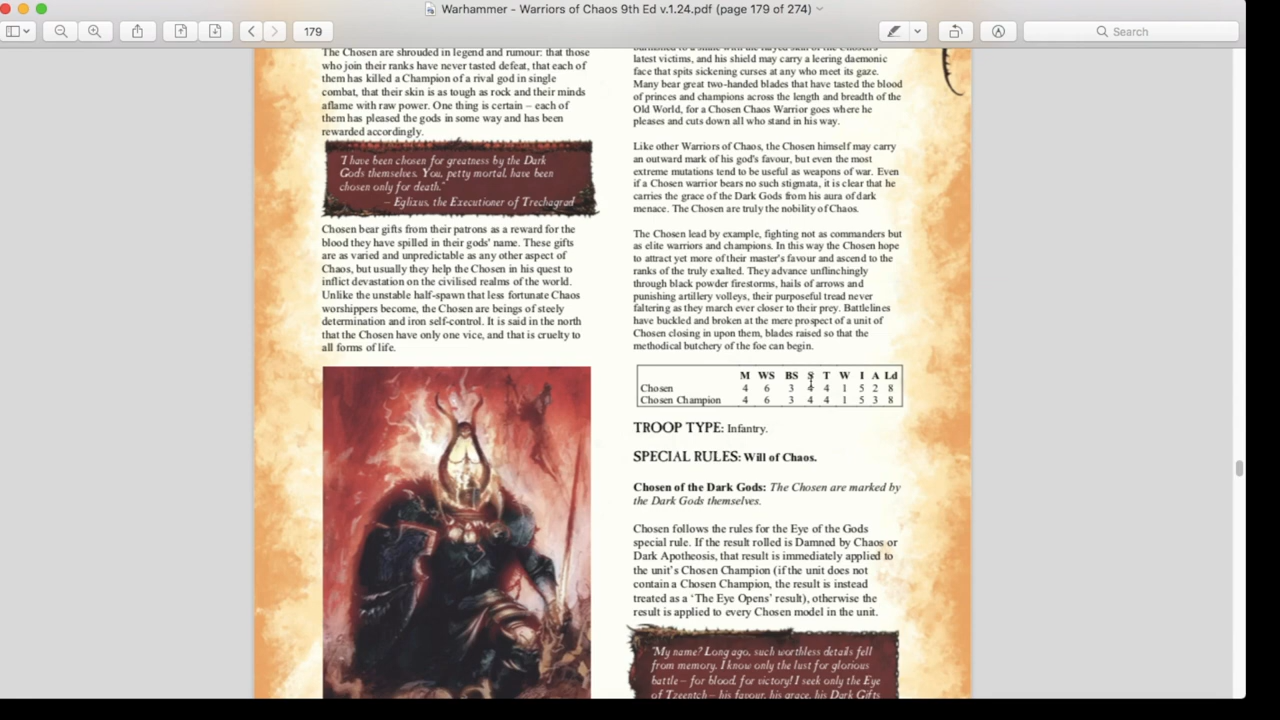 Warhammer - Warriors of Chaos 9th Ed v.1.24.pdf (page 179 of 274)
179
Search
The Chosen are shrouded in legend and rumour: that those
who join their ranks have never tasted defeat, that each of
them has killed a Champion of a rival god in single
combat, that their skin is as tough as rock and their minds
aflame with raw power. One thing is certain – each of
them has pleased the gods in some way and has been
rewarded accordingly.
'I have been chosen for greatness by the Dark
Gods themselves. You, petty mortal, have been
chosen only for death."
– Eglixus, the Executioner of Trechagrad
Chosen bear gifts from their patrons as a reward for the
blood they have spilled in their gods' name. These gifts
are as varied and unpredictable as any other aspect of
Chaos, but usually they help the Chosen in his quest to
inflict devastation on the civilised realms of the world.
Unlike the unstable half-spawn that less fortunate Chaos
worshippers become, the Chosen are beings of steely
determination and iron self-control. It is said in the north
that the Chosen have only one vice, and that is cruelty to
all forms of life.
latest victims, and his shield may carry a leering daemonic
face that spits sickening curses at any who meet its gaze.
Many bear great two-handed blades that have tasted the blood
of princes and champions across the length and breadth of the
Old World, for a Chosen Chaos Warrior goes where he
pleases and cuts down all who stand in his way.
Like other Warriors of Chaos, the Chosen himself may carry
an outward mark of his god's favour, but even the most
extreme mutations tend to be useful as weapons of war. Even
if a Chosen warrior bears no such stigmata, it is clear that he
carries the grace of the Dark Gods from his aura of dark
menace. The Chosen are truly the nobility of Chaos.
The Chosen lead by example, fighting not as commanders but
as elite warriors and champions. In this way the Chosen hope
to attract yet more of their master's favour and ascend to the
ranks of the truly exalted. They advance unflinchingly
through black powder firestorms, hails of arrows and
punishing artillery volleys, their purposeful tread never
faltering as they march ever closer to their prey. Battlelines
have buckled and broken at the mere prospect of a unit of
Chosen closing in upon them, blades raised so that the
methodical butchery of the foe can begin.
M WS BS S T W I A Ld
Chosen 4 6 3 4 4 1 5 2 8
Chosen Champion 4 6 3 4 4 1 5 3 8
TROOP TYPE: Infantry.
SPECIAL RULES: Will of Chaos.
Chosen of the Dark Gods: The Chosen are marked by
the Dark Gods themselves.
Chosen follows the rules for the Eye of the Gods
special rule. If the result rolled is Damned by Chaos or
Dark Apotheosis, that result is immediately applied to
the unit's Chosen Champion (if the unit does not
contain a Chosen Champion, the result is instead
treated as a 'The Eye Opens' result), otherwise the
result is applied to every Chosen model in the unit.
"My name? Long ago, such worthless details fell
from memory. I know only the lust for glorious
battle – for blood, for victory! I seek only the Eye
of Tzeentch – his favour, his grace, his Dark Gifts